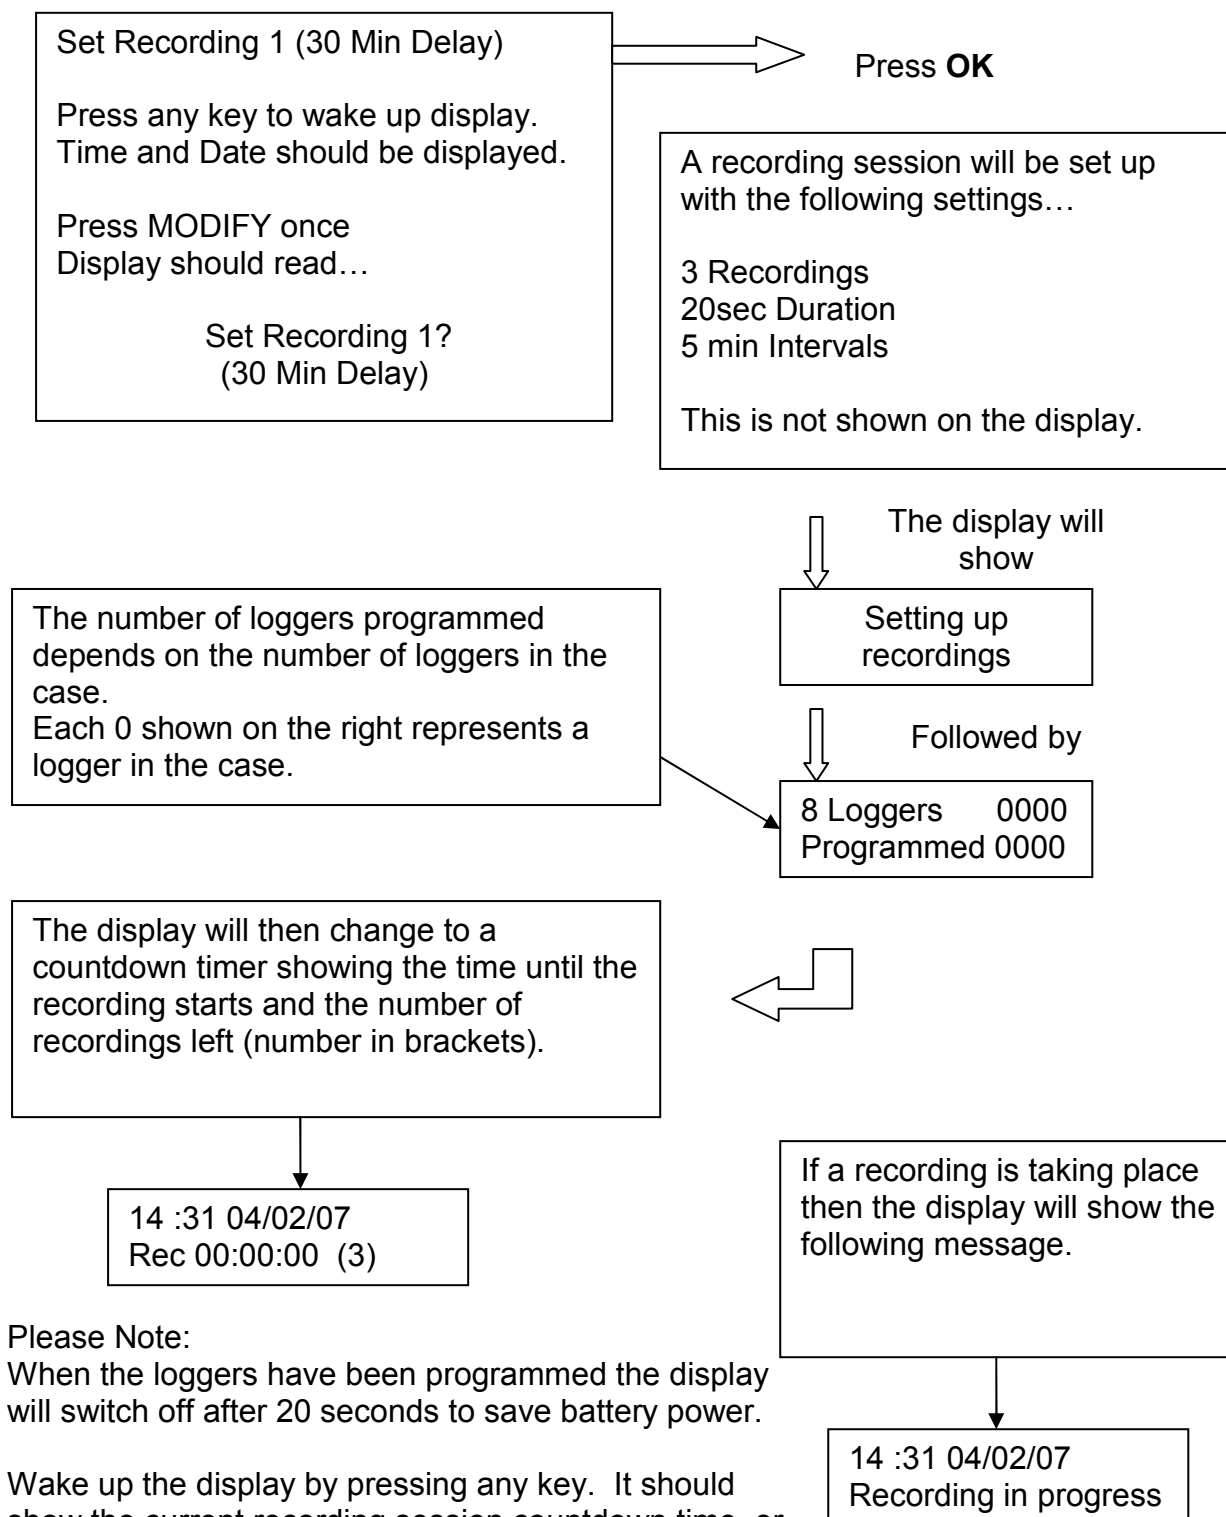 Set Recording 1 (30 Min Delay)
Press any key to wake up display.
Time and Date should be displayed.
Press MODIFY once
Display should read…
Set Recording 1?
(30 Min Delay)
Press OK
A recording session will be set up
with the following settings…
3 Recordings
20sec Duration
5 min Intervals
This is not shown on the display.
The display will
show
Setting up
recordings
Followed by
The number of loggers programmed
depends on the number of loggers in the
case.
Each 0 shown on the right represents a
logger in the case.
8 Loggers 0000
Programmed 0000
The display will then change to a
countdown timer showing the time until the
recording starts and the number of
recordings left (number in brackets).
14 :31 04/02/07
Rec 00:00:00 (3)
If a recording is taking place
then the display will show the
following message.
14 :31 04/02/07
Recording in progress
Please Note:
When the loggers have been programmed the display
will switch off after 20 seconds to save battery power.
Wake up the display by pressing any key. It should
show the current recording session countdown time, or